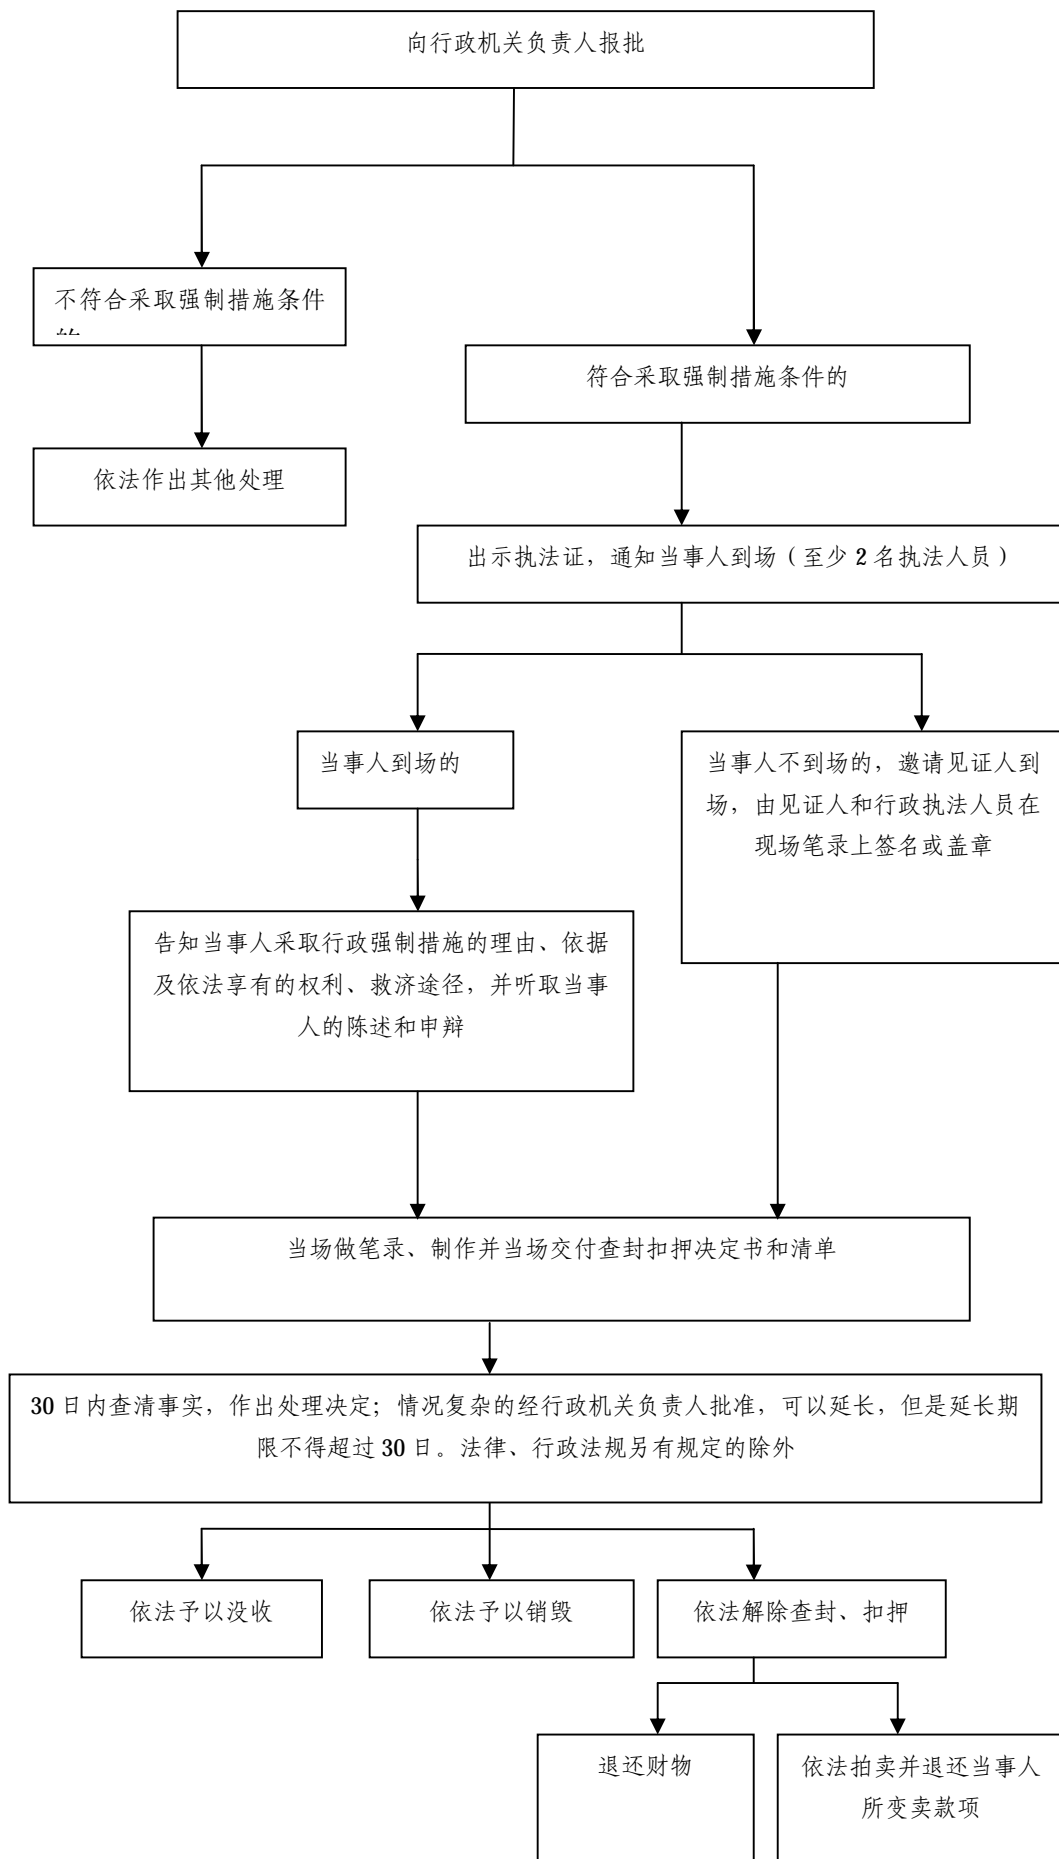 向行政机关负责人报批
不符合采取强制措施条件
符合采取强制措施条件的
依法作出其他处理
出示执法证，通知当事人到场（至少 2 名执法人员）
当事人到场的
当事人不到场的，邀请见证人到
场，由见证人和行政执法人员在
现场笔录上签名或盖章
告知当事人采取行政强制措施的理由、依据
及依法享有的权利、救济途径，并听取当事
人的陈述和申辩
当场做笔录、制作并当场交付查封扣押决定书和清单
30 日内查清事实，作出处理决定；情况复杂的经行政机关负责人批准，可以延长，但是延长期
限不得超过 30 日。法律、行政法规另有规定的除外
依法予以没收
依法予以销毁
依法解除查封、扣押
退还财物
依法拍卖并退还当事人
所变卖款项